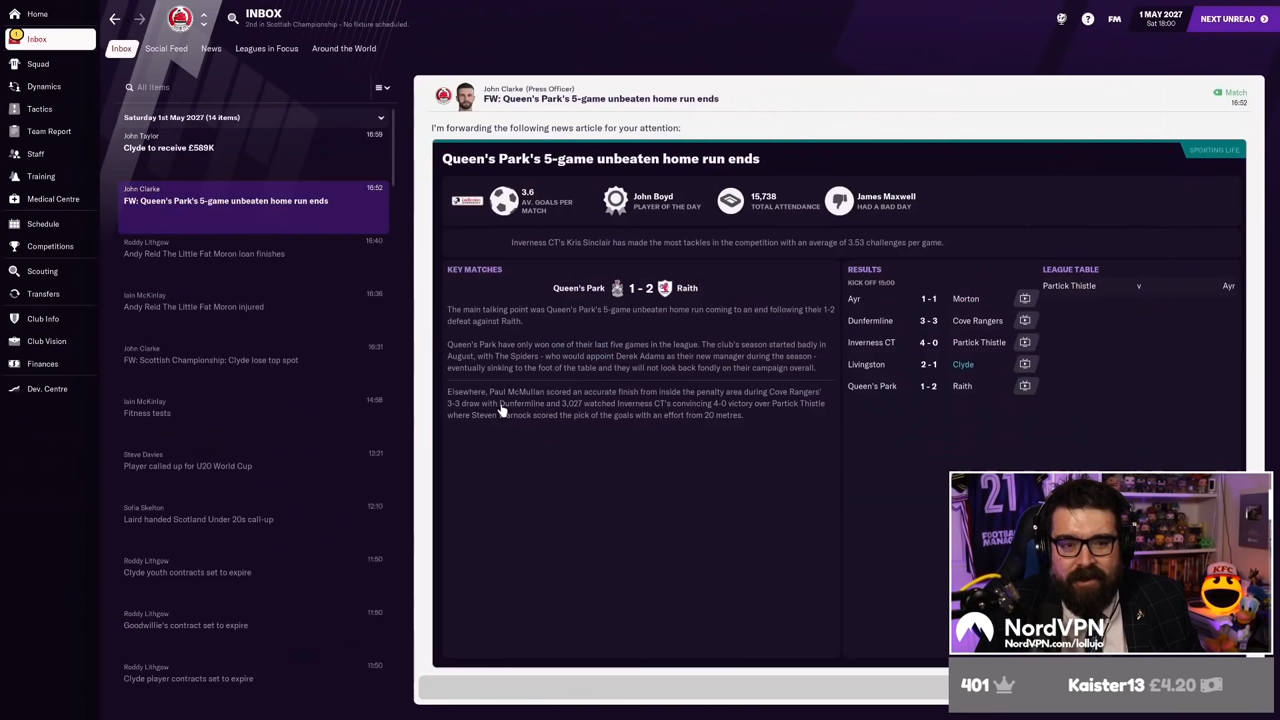 INBOX
2nd in Scottish Championship - No fixture scheduled.
FM
1 MAY 2027
Sat 18:00
NEXT UNREAD
Home
Inbox
Squad
Dynamics
Tactics
Team Report
Staff
Training
Medical Centre
Schedule
Competitions
Scouting
Transfers
Club Info
Club Vision
Finances
Dev. Centre
Inbox
Social Feed
News
Leagues in Focus
Around the World
All Items
Saturday 1st May 2027 (14 items)
John Taylor 16:59
Clyde to receive £589K
John Clarke 16:52
FW: Queen's Park's 5-game unbeaten home run ends
Roddy Lithgow 16:40
Andy Reid The Little Fat Moron loan finishes
Iain McKinlay 16:36
Andy Reid The Little Fat Moron injured
John Clarke 16:31
FW: Scottish Championship: Clyde lose top spot
Iain McKinlay 14:58
Fitness tests
Steve Davies 12:21
Player called up for U20 World Cup
Sofia Skelton 12:10
Laird handed Scotland Under 20s call-up
Roddy Lithgow 11:50
Clyde youth contracts set to expire
Roddy Lithgow 11:50
Goodwillie's contract set to expire
Roddy Lithgow 11:50
Clyde player contracts set to expire
John Clarke (Press Officer)
FW: Queen's Park's 5-game unbeaten home run ends
Match
16:52
I'm forwarding the following news article for your attention:
Queen's Park's 5-game unbeaten home run ends
SPORTING LIFE
3.6
AV. GOALS PER MATCH
John Boyd
PLAYER OF THE DAY
15,738
TOTAL ATTENDANCE
James Maxwell
HAD A BAD DAY
Inverness CT's Kris Sinclair has made the most tackles in the competition with an average of 3.53 challenges per game.
KEY MATCHES
Queen's Park 1 - 2 Raith
The main talking point was Queen's Park's 5-game unbeaten home run coming to an end following their 1-2
defeat against Raith.
Queen's Park have only won one of their last five games in the league. The club's season started badly in
August, with The Spiders - who would appoint Derek Adams as their new manager during the season -
eventually sinking to the foot of the table and they will not look back fondly on their campaign overall.
Elsewhere, Paul McMullan scored an accurate finish from inside the penalty area during Cove Rangers'
3-3 draw with Dunfermline and 3,027 watched Inverness CT's convincing 4-0 victory over Partick Thistle
where Steven scored the pick of the goals with an effort from 20 metres.
RESULTS
KICK OFF 15:00
Ayr 1 - 1 Morton
Dunfermline 3 - 3 Cove Rangers
Inverness CT 4 - 0 Partick Thistle
Livingston 2 - 1 Clyde
Queen's Park 1 - 2 Raith
LEAGUE TABLE
Partick Thistle v Ayr
21
FOOTBALL
KFC
NordVPN
NordVPN.com/lollujo
401
Kaister13 £4.20